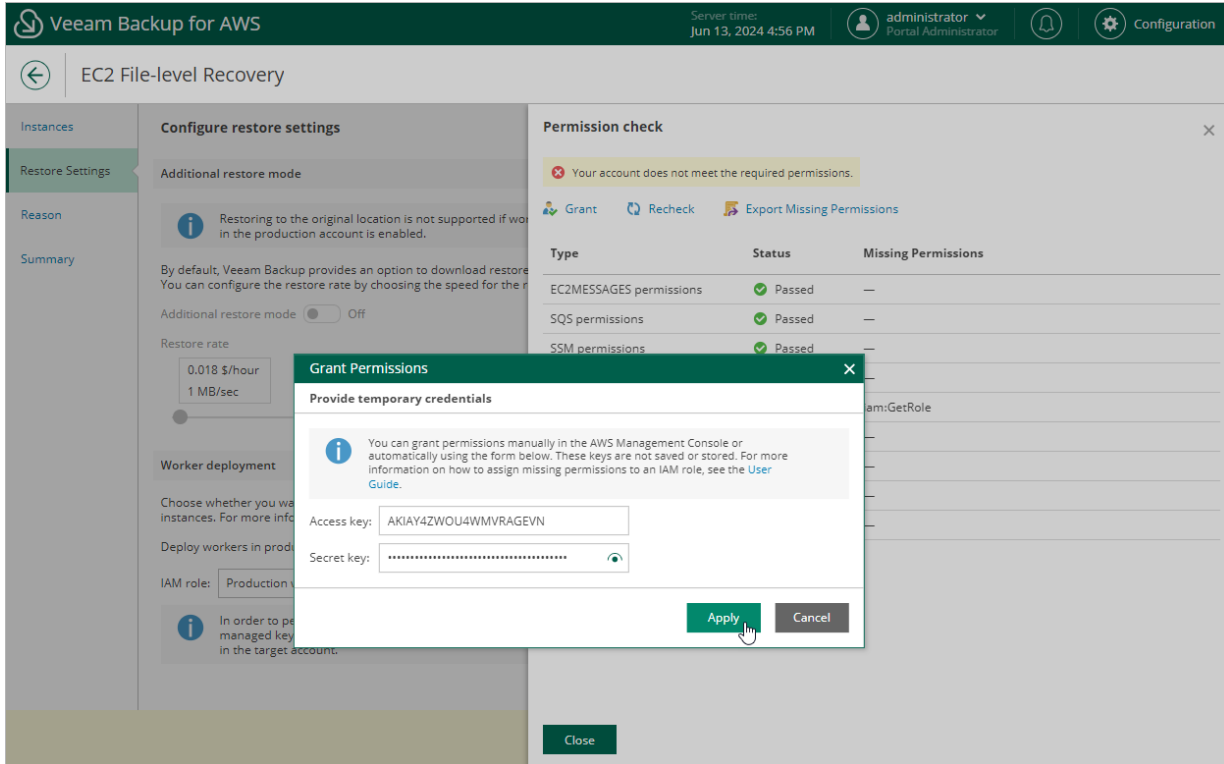 Veeam Backup for AWS
Server time:
Jun 13, 2024 4:56 PM
administrator
Portal Administrator
Configuration
EC2 File-level Recovery
Instances
Restore Settings
Reason
Summary
Configure restore settings
Additional restore mode
Restoring to the original location is not supported if wor
in the production account is enabled.
By default, Veeam Backup provides an option to download restore
You can configure the restore rate by choosing the speed for the r
Additional restore mode Off
Restore rate
0.018 $/hour
1 MB/sec
Worker deployment
Choose whether you wa
instances. For more info
Deploy workers in produ
IAM role: Production
In order to pe
managed key
in the target account.
Permission check
Your account does not meet the required permissions.
Grant Recheck Export Missing Permissions
Type Status Missing Permissions
EC2MESSAGES permissions Passed —
SQS permissions Passed —
SSM permissions Passed —
—
am:GetRole
—
—
—
—
Close
Grant Permissions
Provide temporary credentials
You can grant permissions manually in the AWS Management Console or
automatically using the form below. These keys are not saved or stored. For more
information on how to assign missing permissions to an IAM role, see the User
Guide.
Access key: AKIAY4ZWOU4WMVRAGEVN
Secret key: ••••••••••••••••••••••••••••••••••••••••
Apply Cancel